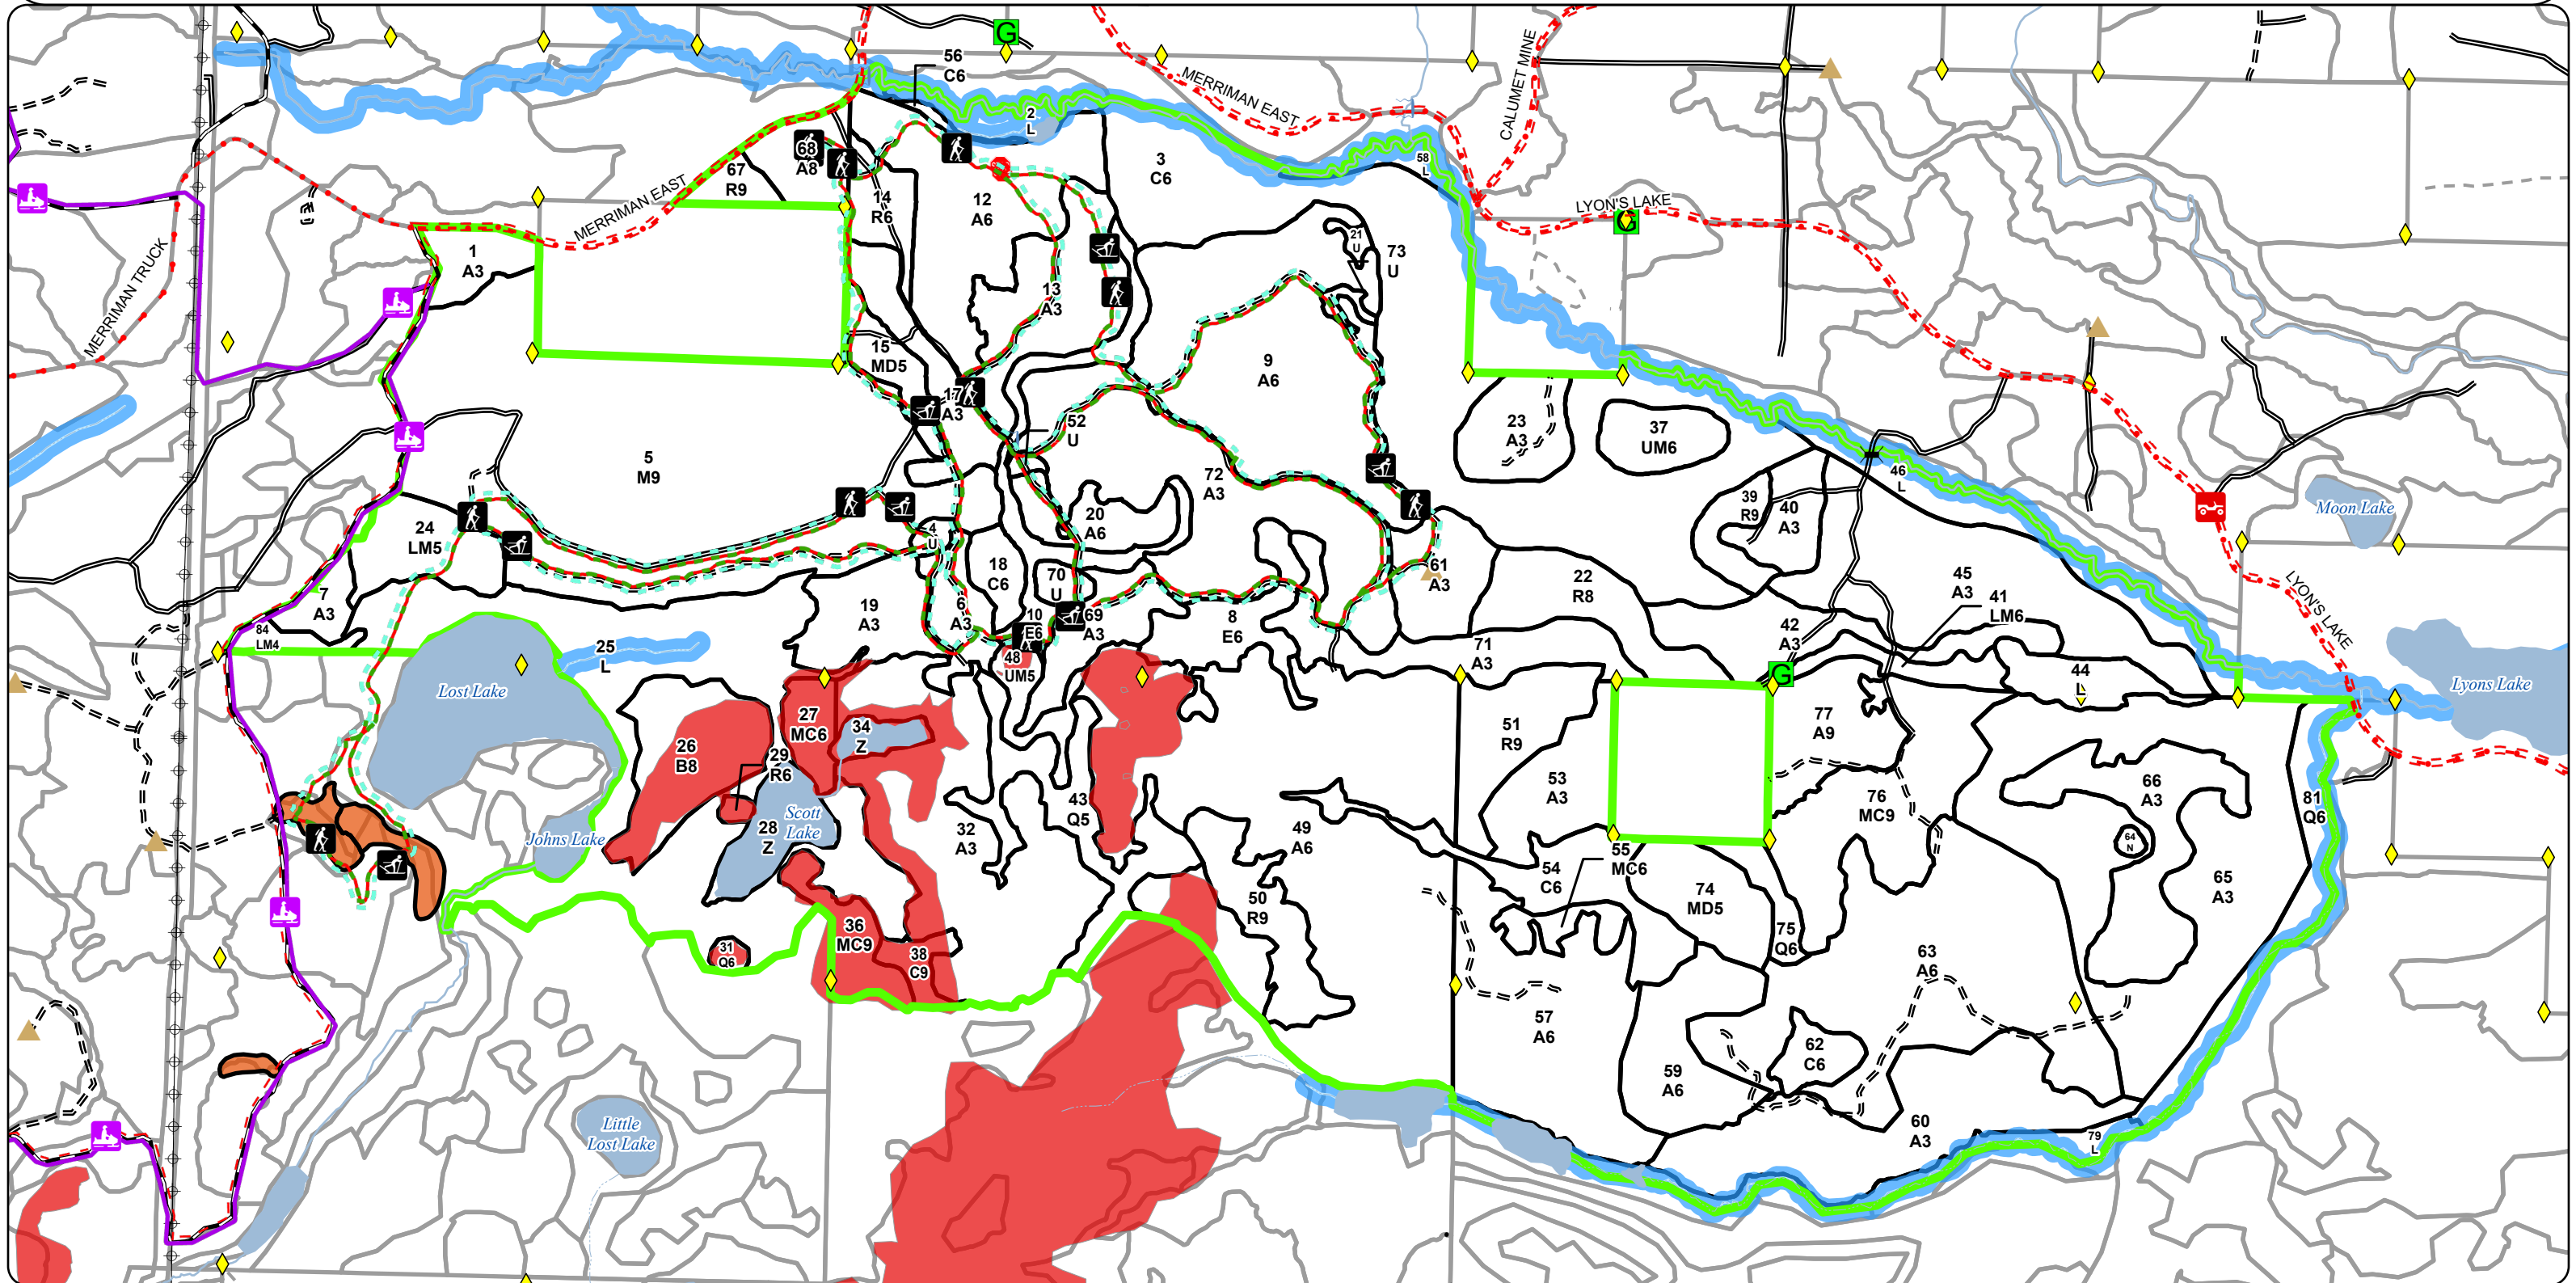 G
56
C6
2
L
MERRIMAN EAST
CALUMET MINE
3
C6
58
L
68
A8
67
R9
14
R6
12
A6
LYON'S LAKE
G
MERRIMAN EAST
MERRIMAN TRUCK
1
A3
21
U
73
U
13
A3
15
MD5
9
A6
17
A3
52
U
23
A3
37
UM6
5
M9
72
A3
46
L
39
R9
40
A3
Moon Lake
20
A6
24
LM5
4
U
18
C6
70
U
61
A3
22
R8
45
A3
41
LM6
LYON'S LAKE
7
A3
19
A3
6
A3
10
E6
69
A3
8
E6
84
LM4
42
A3
25
L
48
UM5
71
A3
G
44
L
Lost Lake
Lyons Lake
27
MC6
34
Z
26
B8
29
R6
51
R9
77
A9
53
A3
66
A3
76
MC9
81
Q6
43
Q5
Scott
Lake
28
Z
Johns Lake
32
A3
49
A6
64
N
54
C6
55
MC6
65
A3
74
MD5
50
R9
36
MC9
31
Q6
38
C9
75
Q6
63
A6
57
A6
62
C6
59
A6
60
A3
79
L
Little
Lost Lake